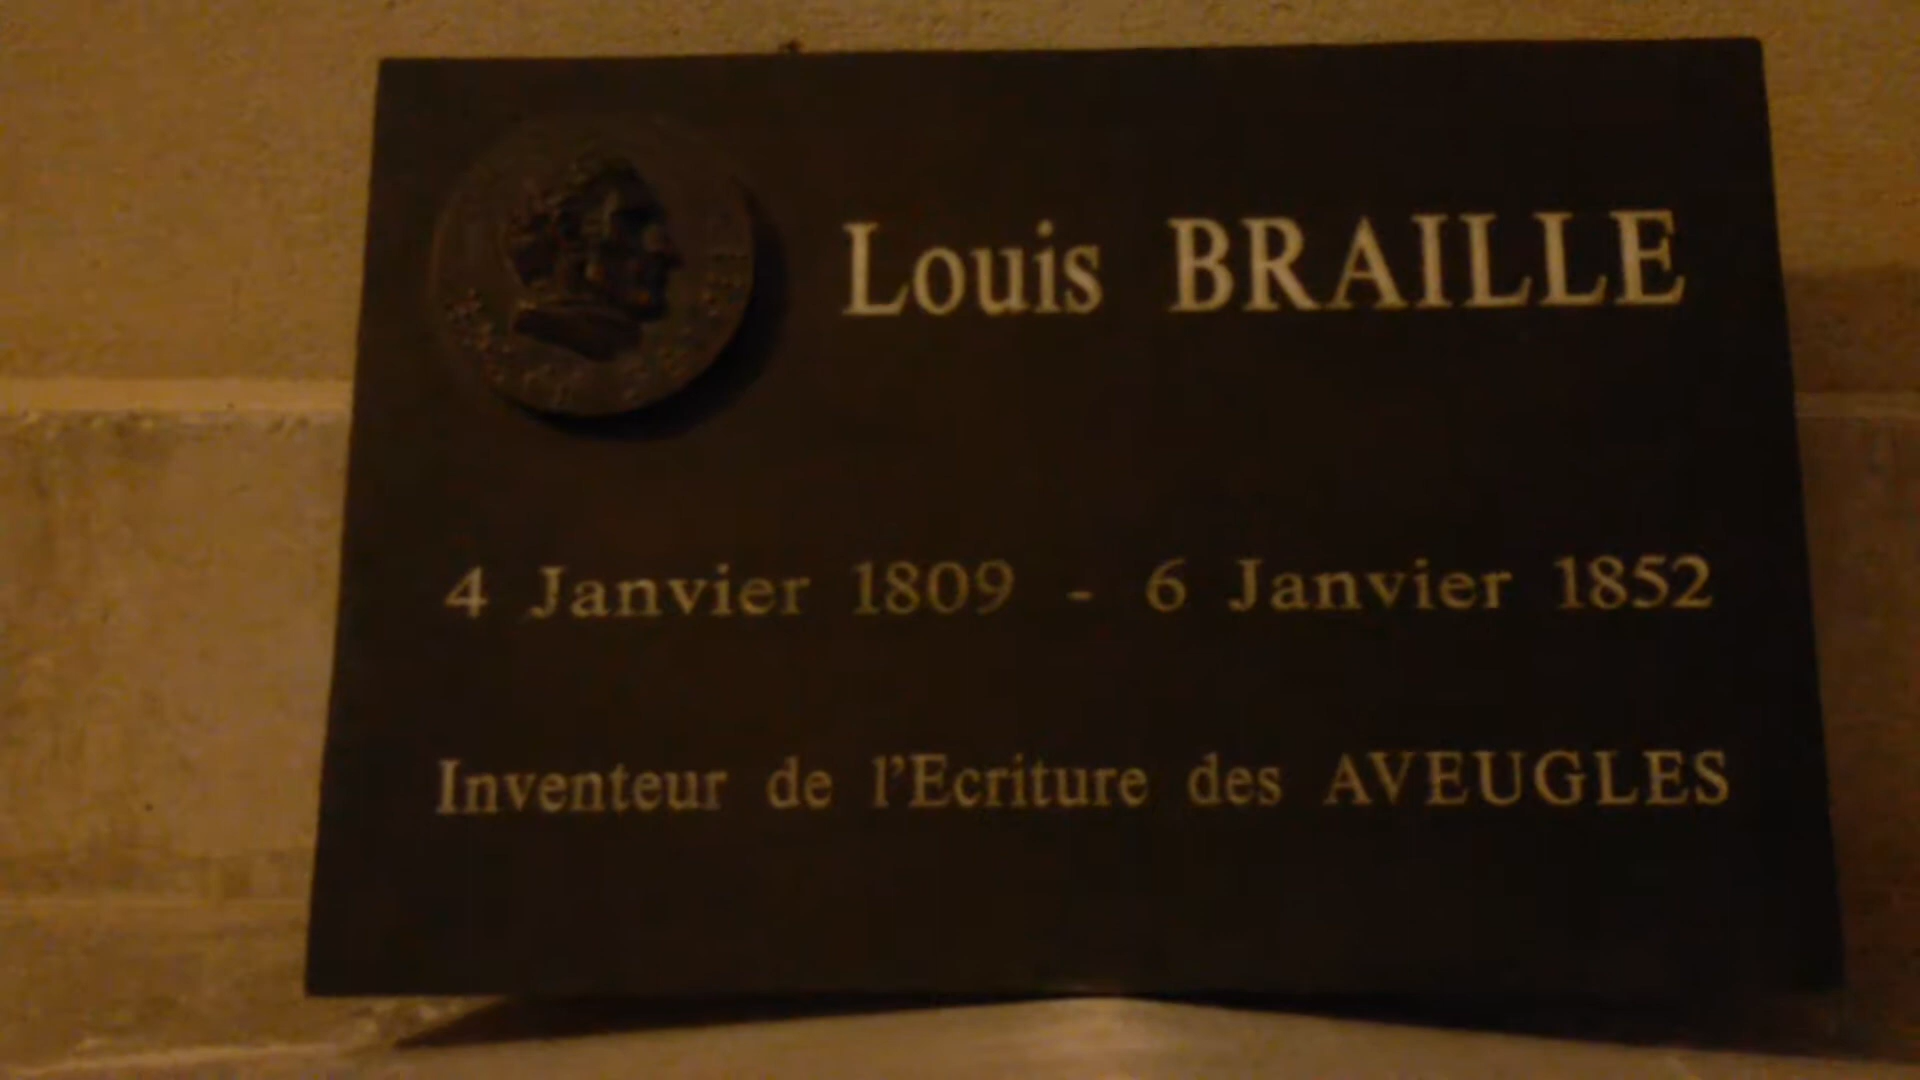 Louis BRAILLE
4 Janvier 1809 - 6 Janvier 1852
Inventeur de l'Ecriture des AVEUGLES